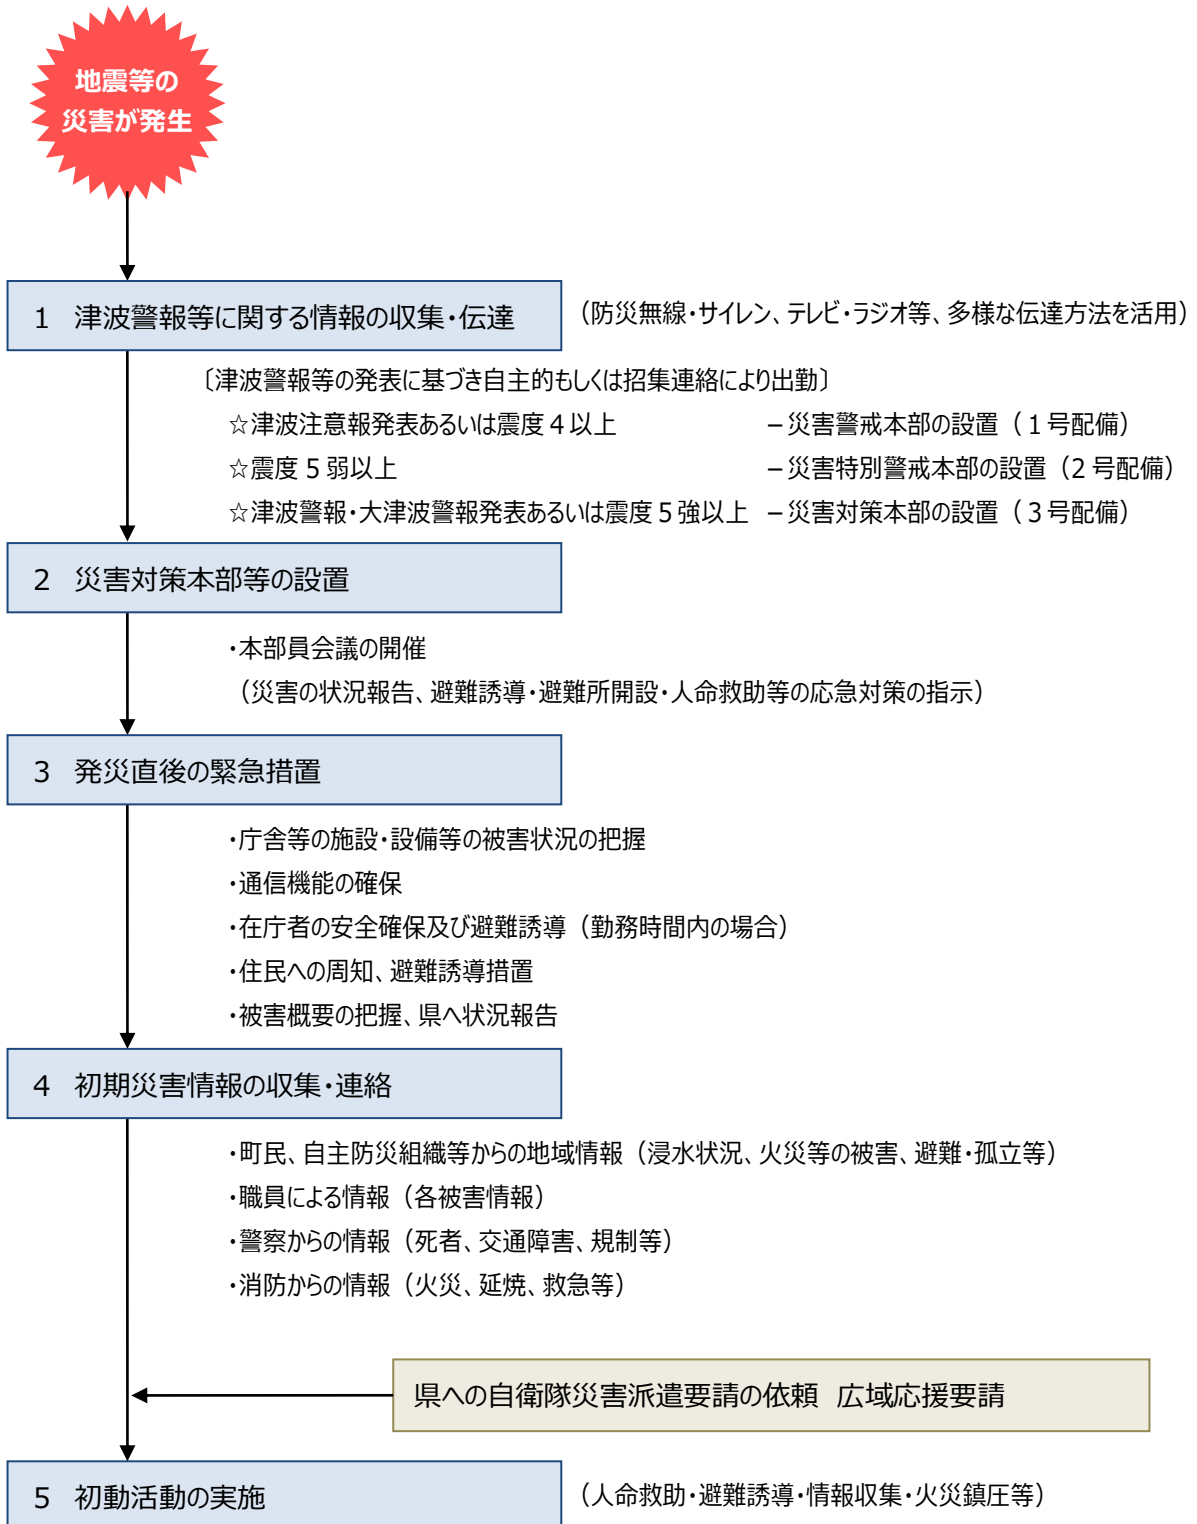 地震等の
災害が発生
1 津波警報等に関する情報の収集・伝達
（防災無線・サイレン、テレビ・ラジオ等、多様な伝達方法を活用）
〔津波警報等の発表に基づき自主的もしくは招集連絡により出勤〕
☆津波注意報発表あるいは震度４以上 －災害警戒本部の設置（１号配備）
☆震度５弱以上 －災害特別警戒本部の設置（2号配備）
☆津波警報・大津波警報発表あるいは震度５強以上 －災害対策本部の設置（３号配備）
2 災害対策本部等の設置
・本部員会議の開催
（災害の状況報告、避難誘導・避難所開設・人命救助等の応急対策の指示）
3 発災直後の緊急措置
・庁舎等の施設・設備等の被害状況の把握
・通信機能の確保
・在庁者の安全確保及び避難誘導（勤務時間内の場合）
・住民への周知、避難誘導措置
・被害概要の把握、県へ状況報告
4 初期災害情報の収集・連絡
・町民、自主防災組織等からの地域情報（浸水状況、火災等の被害、避難・孤立等）
・職員による情報（各被害情報）
・警察からの情報（死者、交通障害、規制等）
・消防からの情報（火災、延焼、救急等）
県への自衛隊災害派遣要請の依頼　広域応援要請
5 初動活動の実施
（人命救助・避難誘導・情報収集・火災鎮圧等）